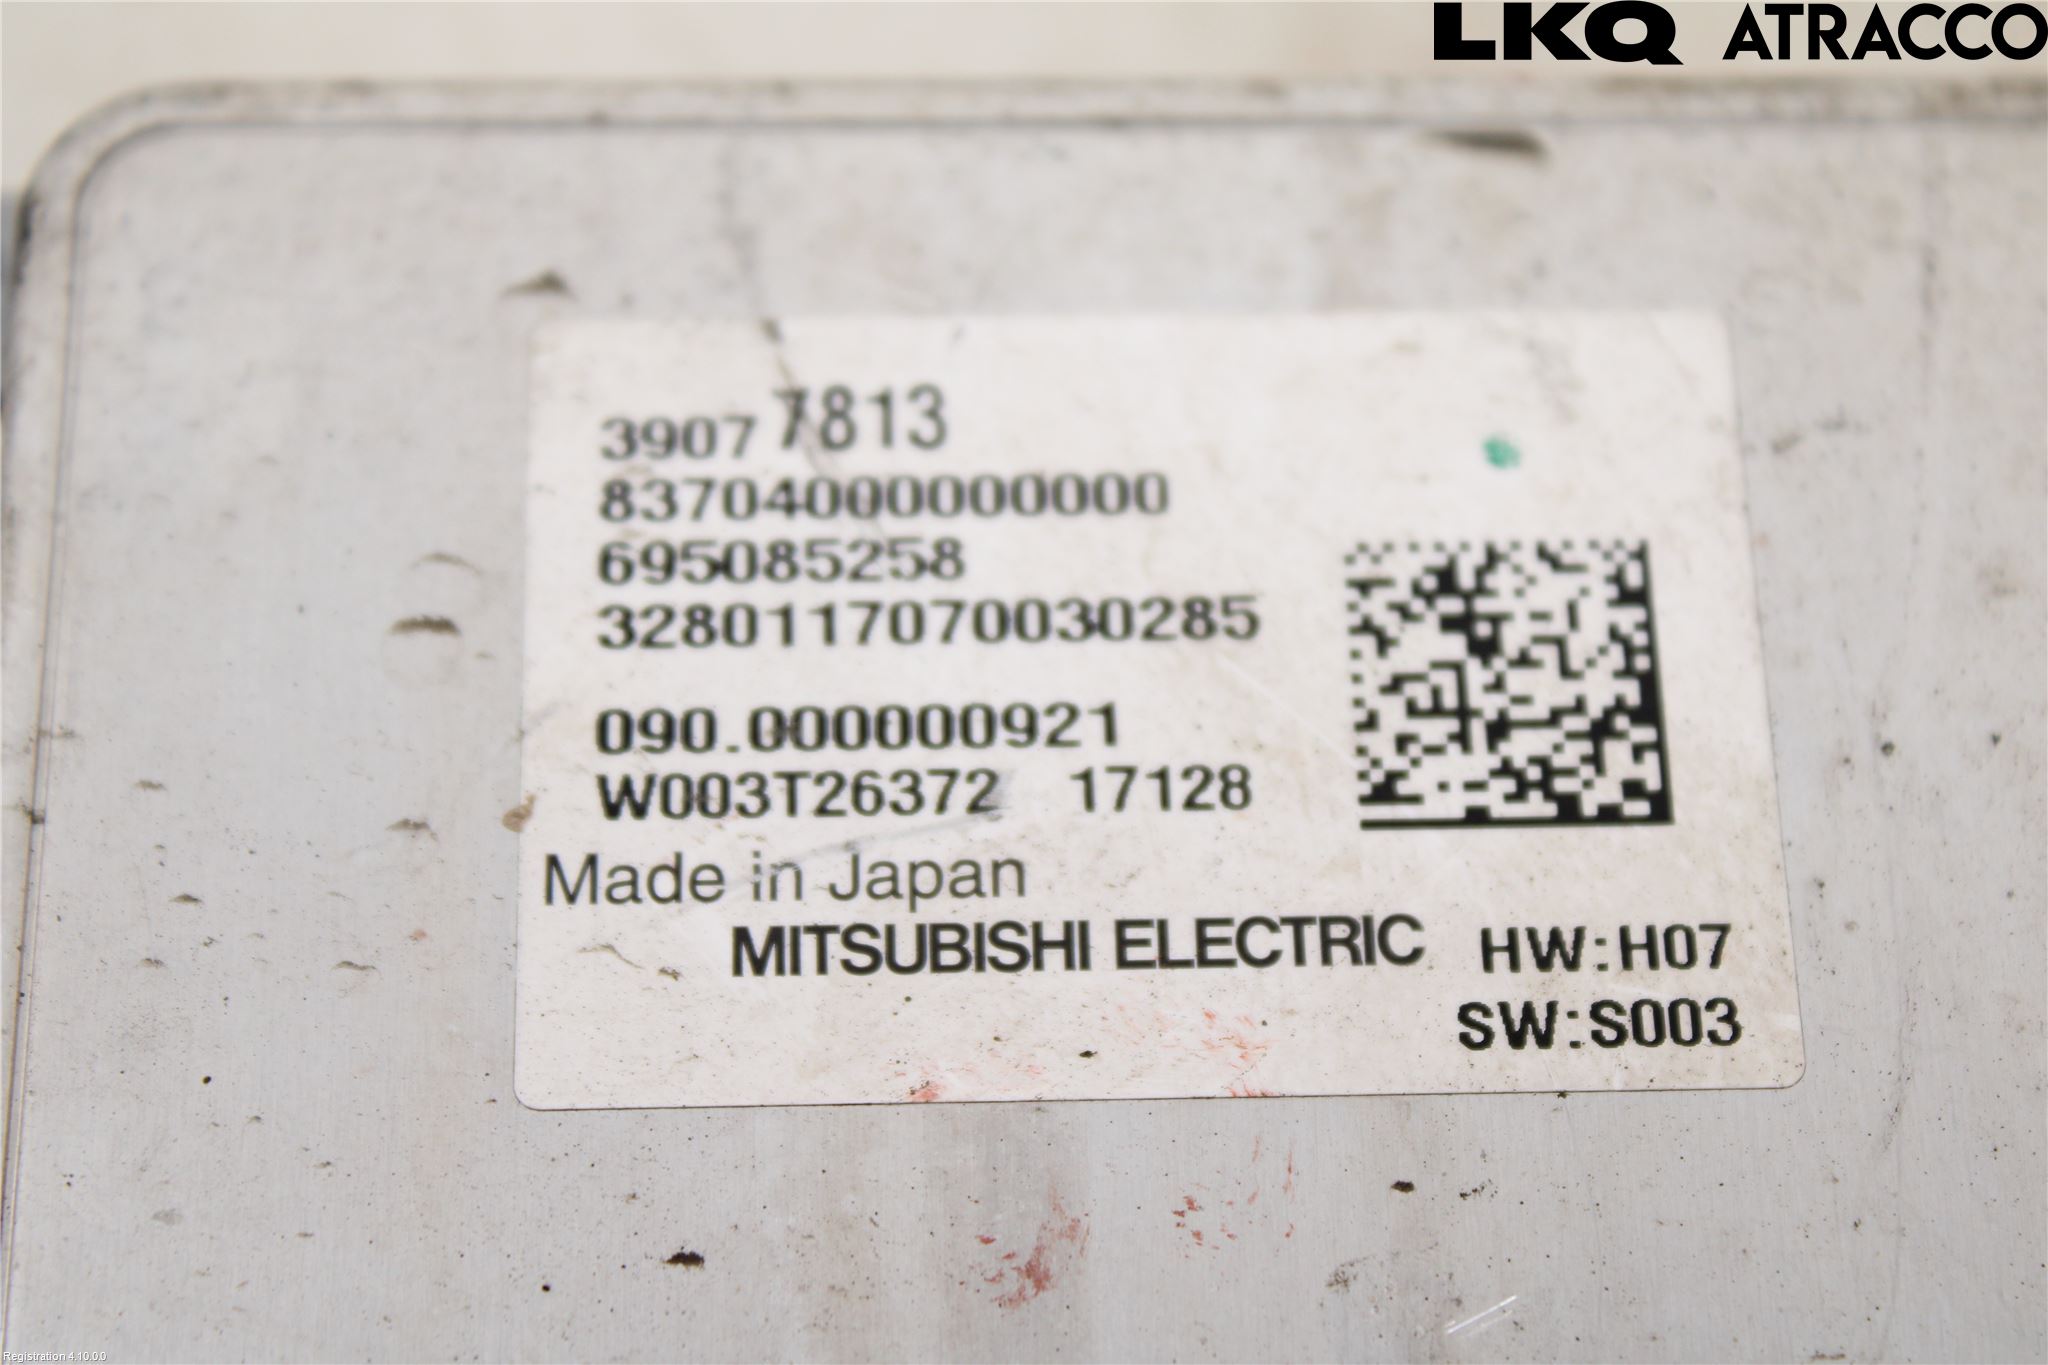 LKQ ATRACCO
3907 7813
83704000000000
695085258
3280117070030285
090.000000921
W003T26372 17128
Made in Japan
MITSUBISHI ELECTRIC HW:H07
SW:S003
Registration 4.10.0.0